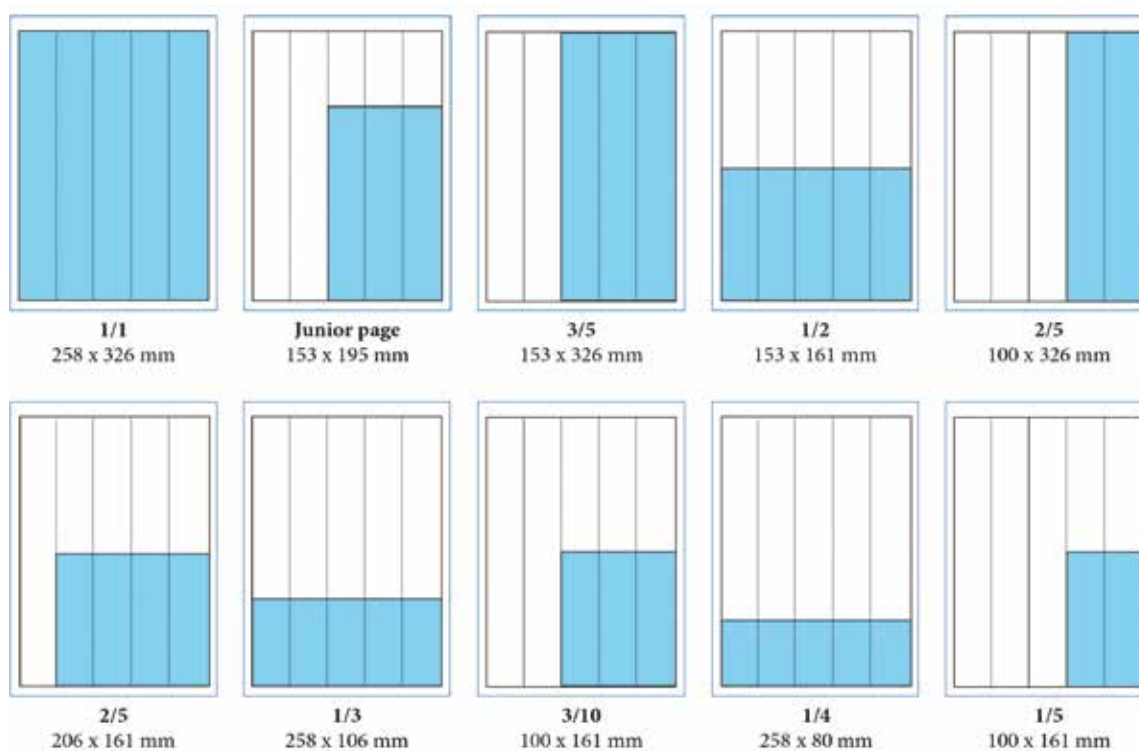 1/1
258 x 326 mm
Junior page
153 x 195 mm
3/5
153 x 326 mm
1/2
153 x 161 mm
2/5
100 x 326 mm
2/5
206 x 161 mm
1/3
258 x 106 mm
3/10
100 x 161 mm
1/4
258 x 80 mm
1/5
100 x 161 mm